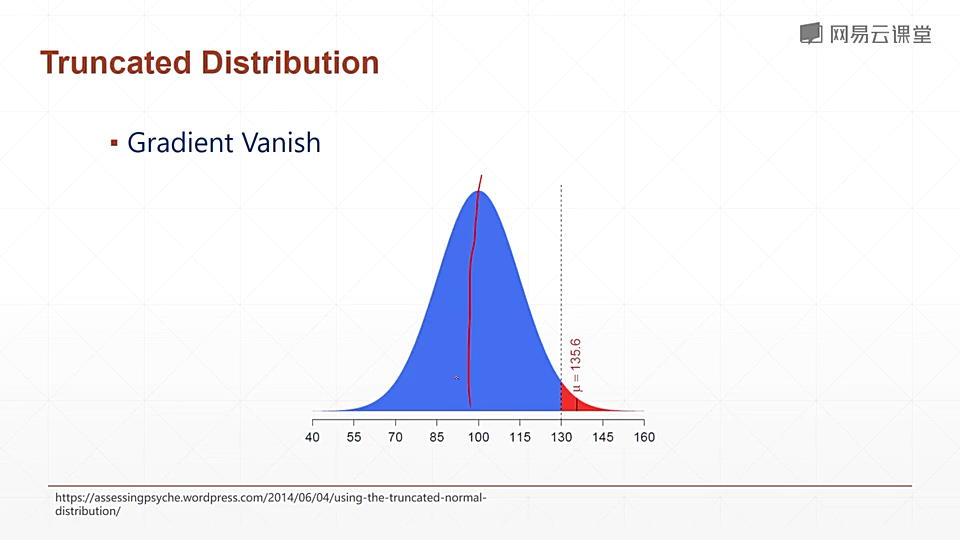 网易云课堂
Truncated Distribution
▪ Gradient Vanish
μ = 135.6
40 55 70 85 100 115 130 145 160
https://assessingpsyche.wordpress.com/2014/06/04/using-the-truncated-normal-
distribution/